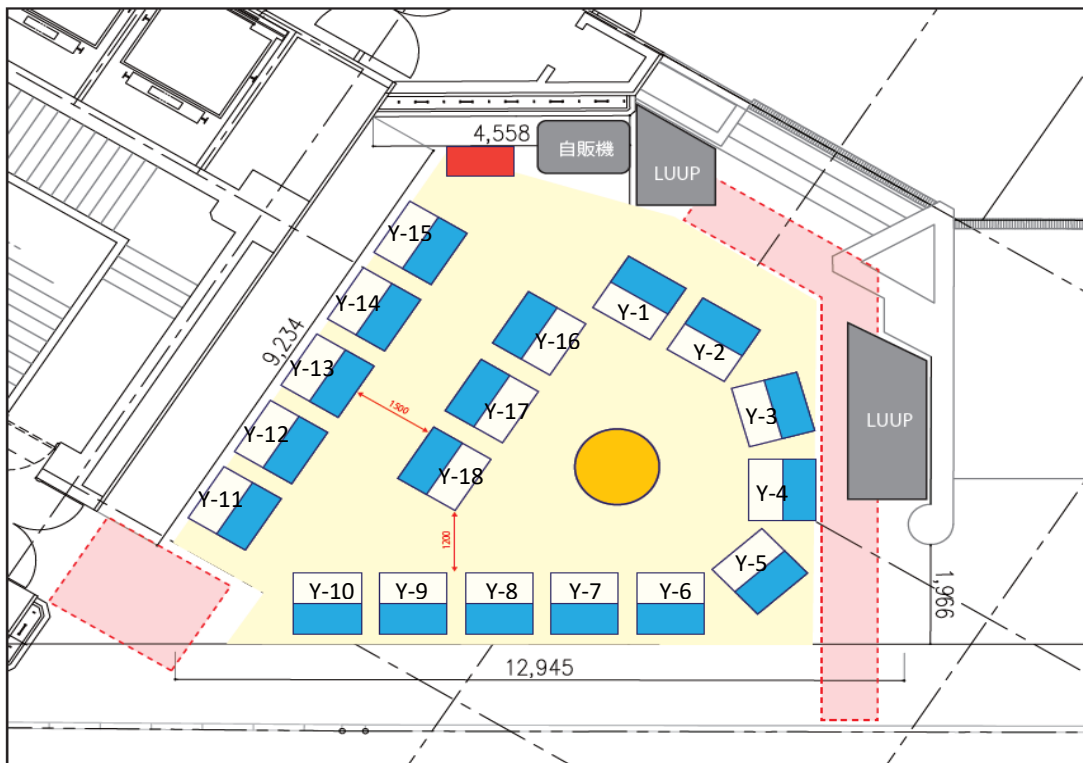 4,558
自販機
LUUP
Y-15
Y-14
Y-1
Y-16
Y-2
9,234
Y-13
Y-17
1500
Y-3
LUUP
Y-12
Y-18
Y-11
Y-4
1200
Y-5
Y-10
Y-9
Y-8
Y-7
Y-6
1,966
12,945